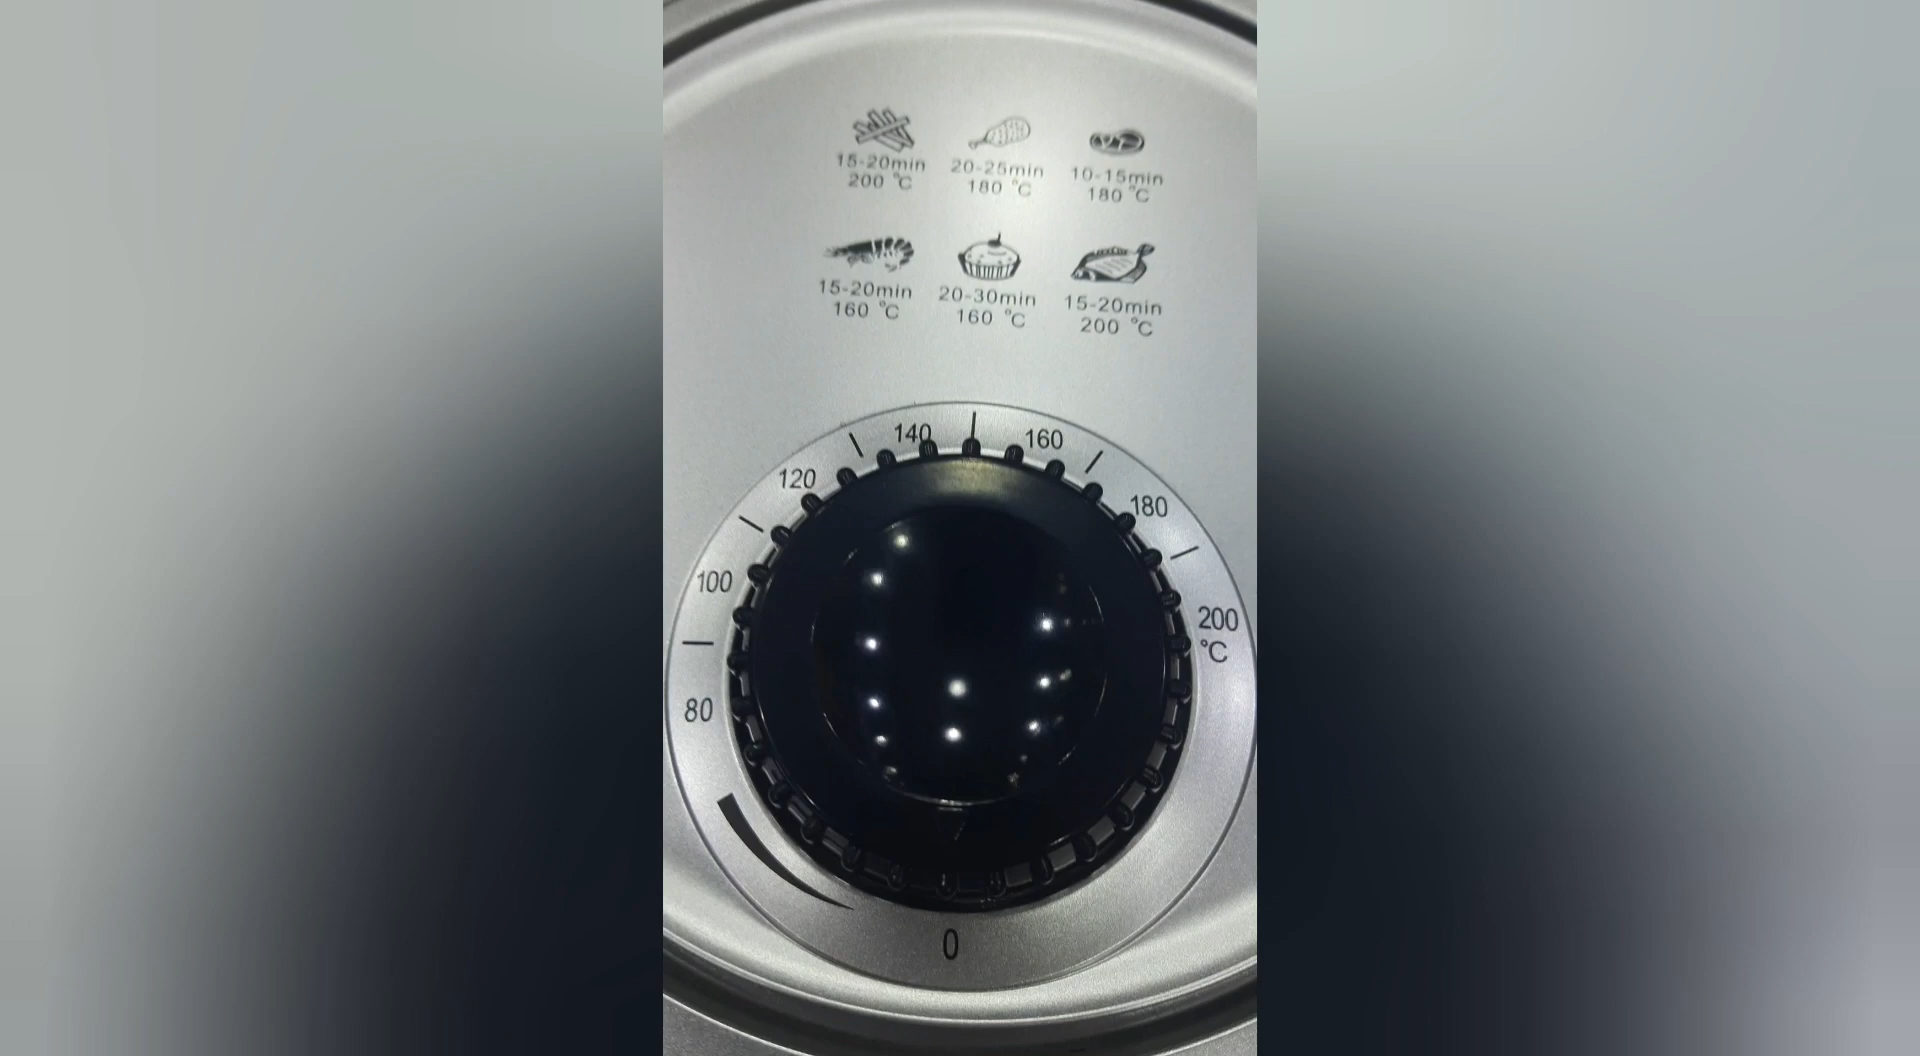 15-20min 20-25min 10-15min
200 °C 180 °C 180 °C
15-20min 20-30min 15-20min
160 °C 160 °C 200 °C
140 160
120 180
100 200
°C
80
0